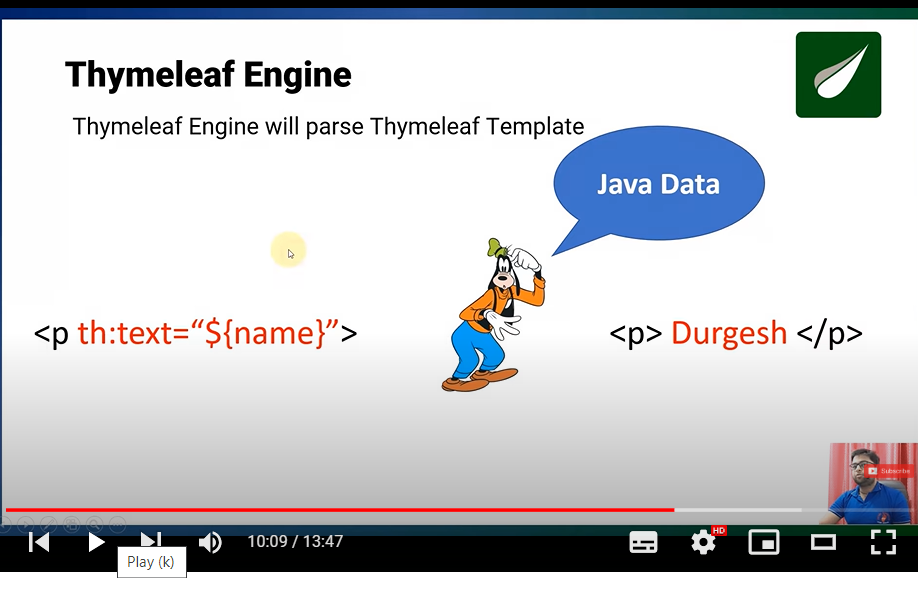 Thymeleaf Engine
Thymeleaf Engine will parse Thymeleaf Template
Java Data
<p th:text=“${name}”>
<p> Durgesh </p>
Subscribe
10:09 / 13:47
HD
Play (k)